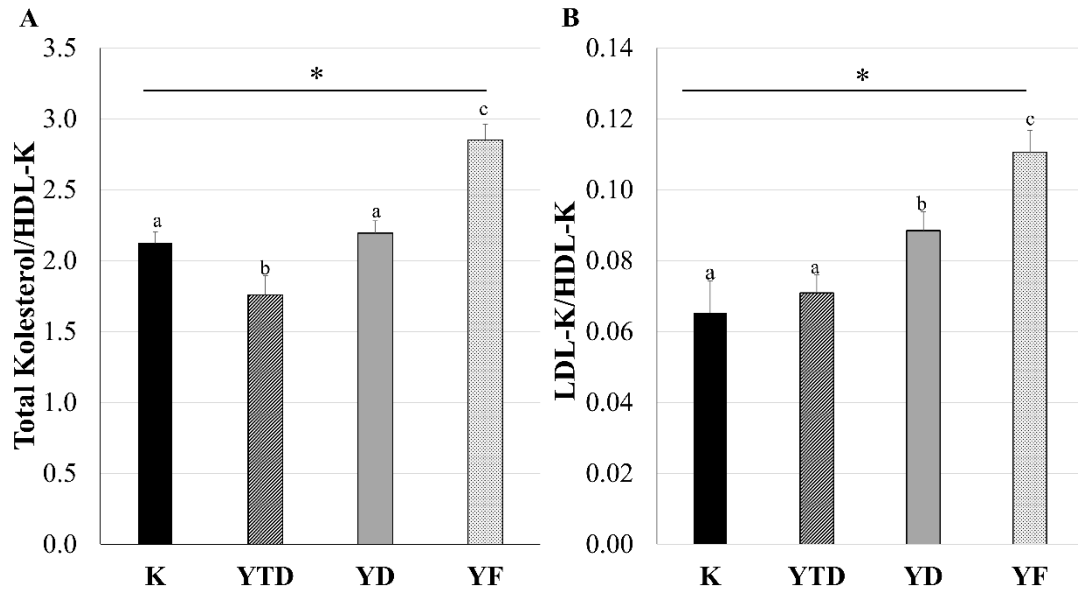 A
Total Kolesterol/HDL-K
3.5
3.0
2.5
2.0
1.5
1.0
0.5
0.0
*
a
b
a
c
K YTD YD YF
B
LDL-K/HDL-K
0.14
0.12
0.10
0.08
0.06
0.04
0.02
0.00
*
a
a
b
c
K YTD YD YF